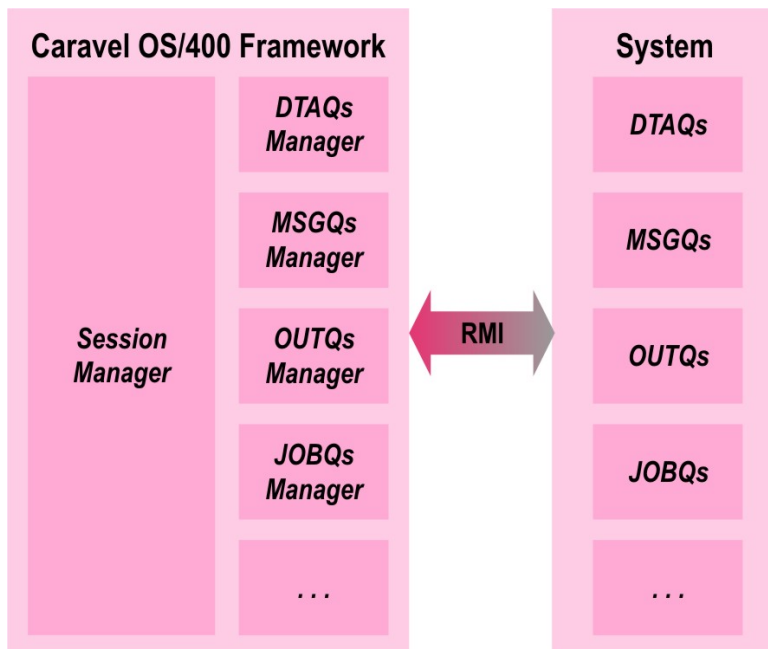 Caravel OS/400 Framework
Session
Manager
DTAQs
Manager
MSGQs
Manager
OUTQs
Manager
JOBQs
Manager
. . .
RMI
System
DTAQs
MSGQs
OUTQs
JOBQs
. . .